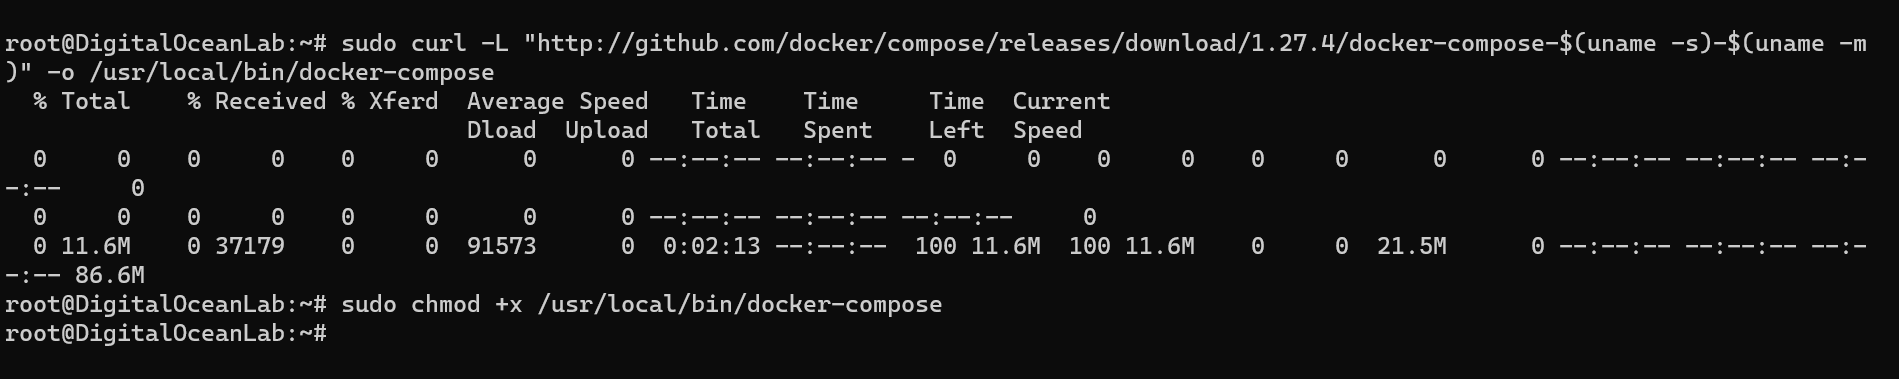 root@DigitalOceanLab:~# sudo curl -L "http://github.com/docker/compose/releases/download/1.27.4/docker-compose-$(uname -s)-$(uname -m
)" -o /usr/local/bin/docker-compose
  % Total    % Received % Xferd  Average Speed   Time    Time     Time  Current
                                 Dload  Upload   Total   Spent    Left  Speed
  0     0    0     0    0     0      0      0 --:--:-- --:--:-- -  0     0    0     0    0     0      0      0 --:--:-- --:--:-- --:-
-:--     0
  0     0    0     0    0     0      0      0 --:--:-- --:--:-- --:--:--     0
  0 11.6M    0 37179    0     0  91573      0  0:02:13 --:--:--  100 11.6M  100 11.6M    0     0  21.5M      0 --:--:-- --:--:-- --:-
-:-- 86.6M
root@DigitalOceanLab:~# sudo chmod +x /usr/local/bin/docker-compose
root@DigitalOceanLab:~#